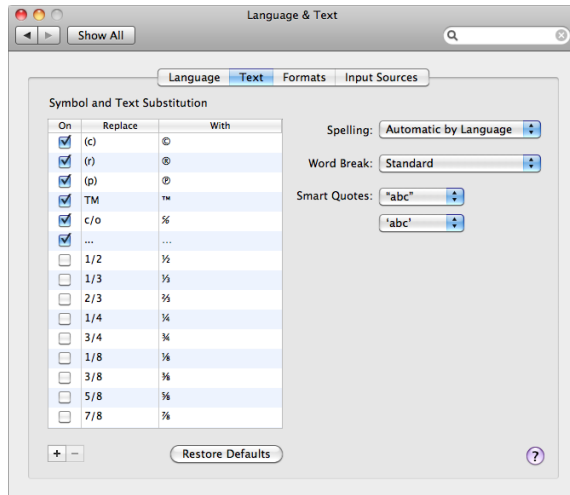 Language & Text
Show All
Language Text Formats Input Sources
Symbol and Text Substitution
On Replace With
(c) ©
(r) ®
(p) ℗
TM ™
c/o ℅
... …
1/2 ½
1/3 ⅓
2/3 ⅔
1/4 ¼
3/4 ¾
1/8 ⅛
3/8 ⅜
5/8 ⅝
7/8 ⅞
Spelling: Automatic by Language
Word Break: Standard
Smart Quotes: "abc"
'abc'
+ − Restore Defaults ?